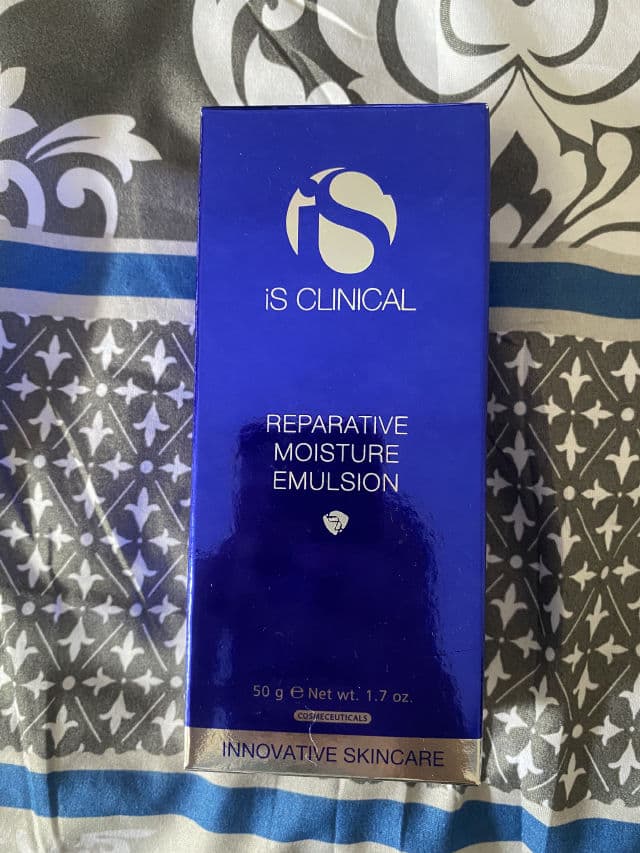 iS
iS CLINICAL
REPARATIVE
MOISTURE
EMULSION
50 g ℮ Net wt. 1.7 oz.
COSMECEUTICALS
INNOVATIVE SKINCARE